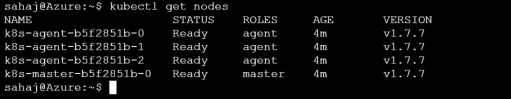 sahaj@Azure:~$ kubectl get nodes
NAME STATUS ROLES AGE VERSION
k8s-agent-b5f2851b-0 Ready agent 4m v1.7.7
k8s-agent-b5f2851b-1 Ready agent 4m v1.7.7
k8s-agent-b5f2851b-2 Ready agent 4m v1.7.7
k8s-master-b5f2851b-0 Ready master 4m v1.7.7
sahaj@Azure:~$